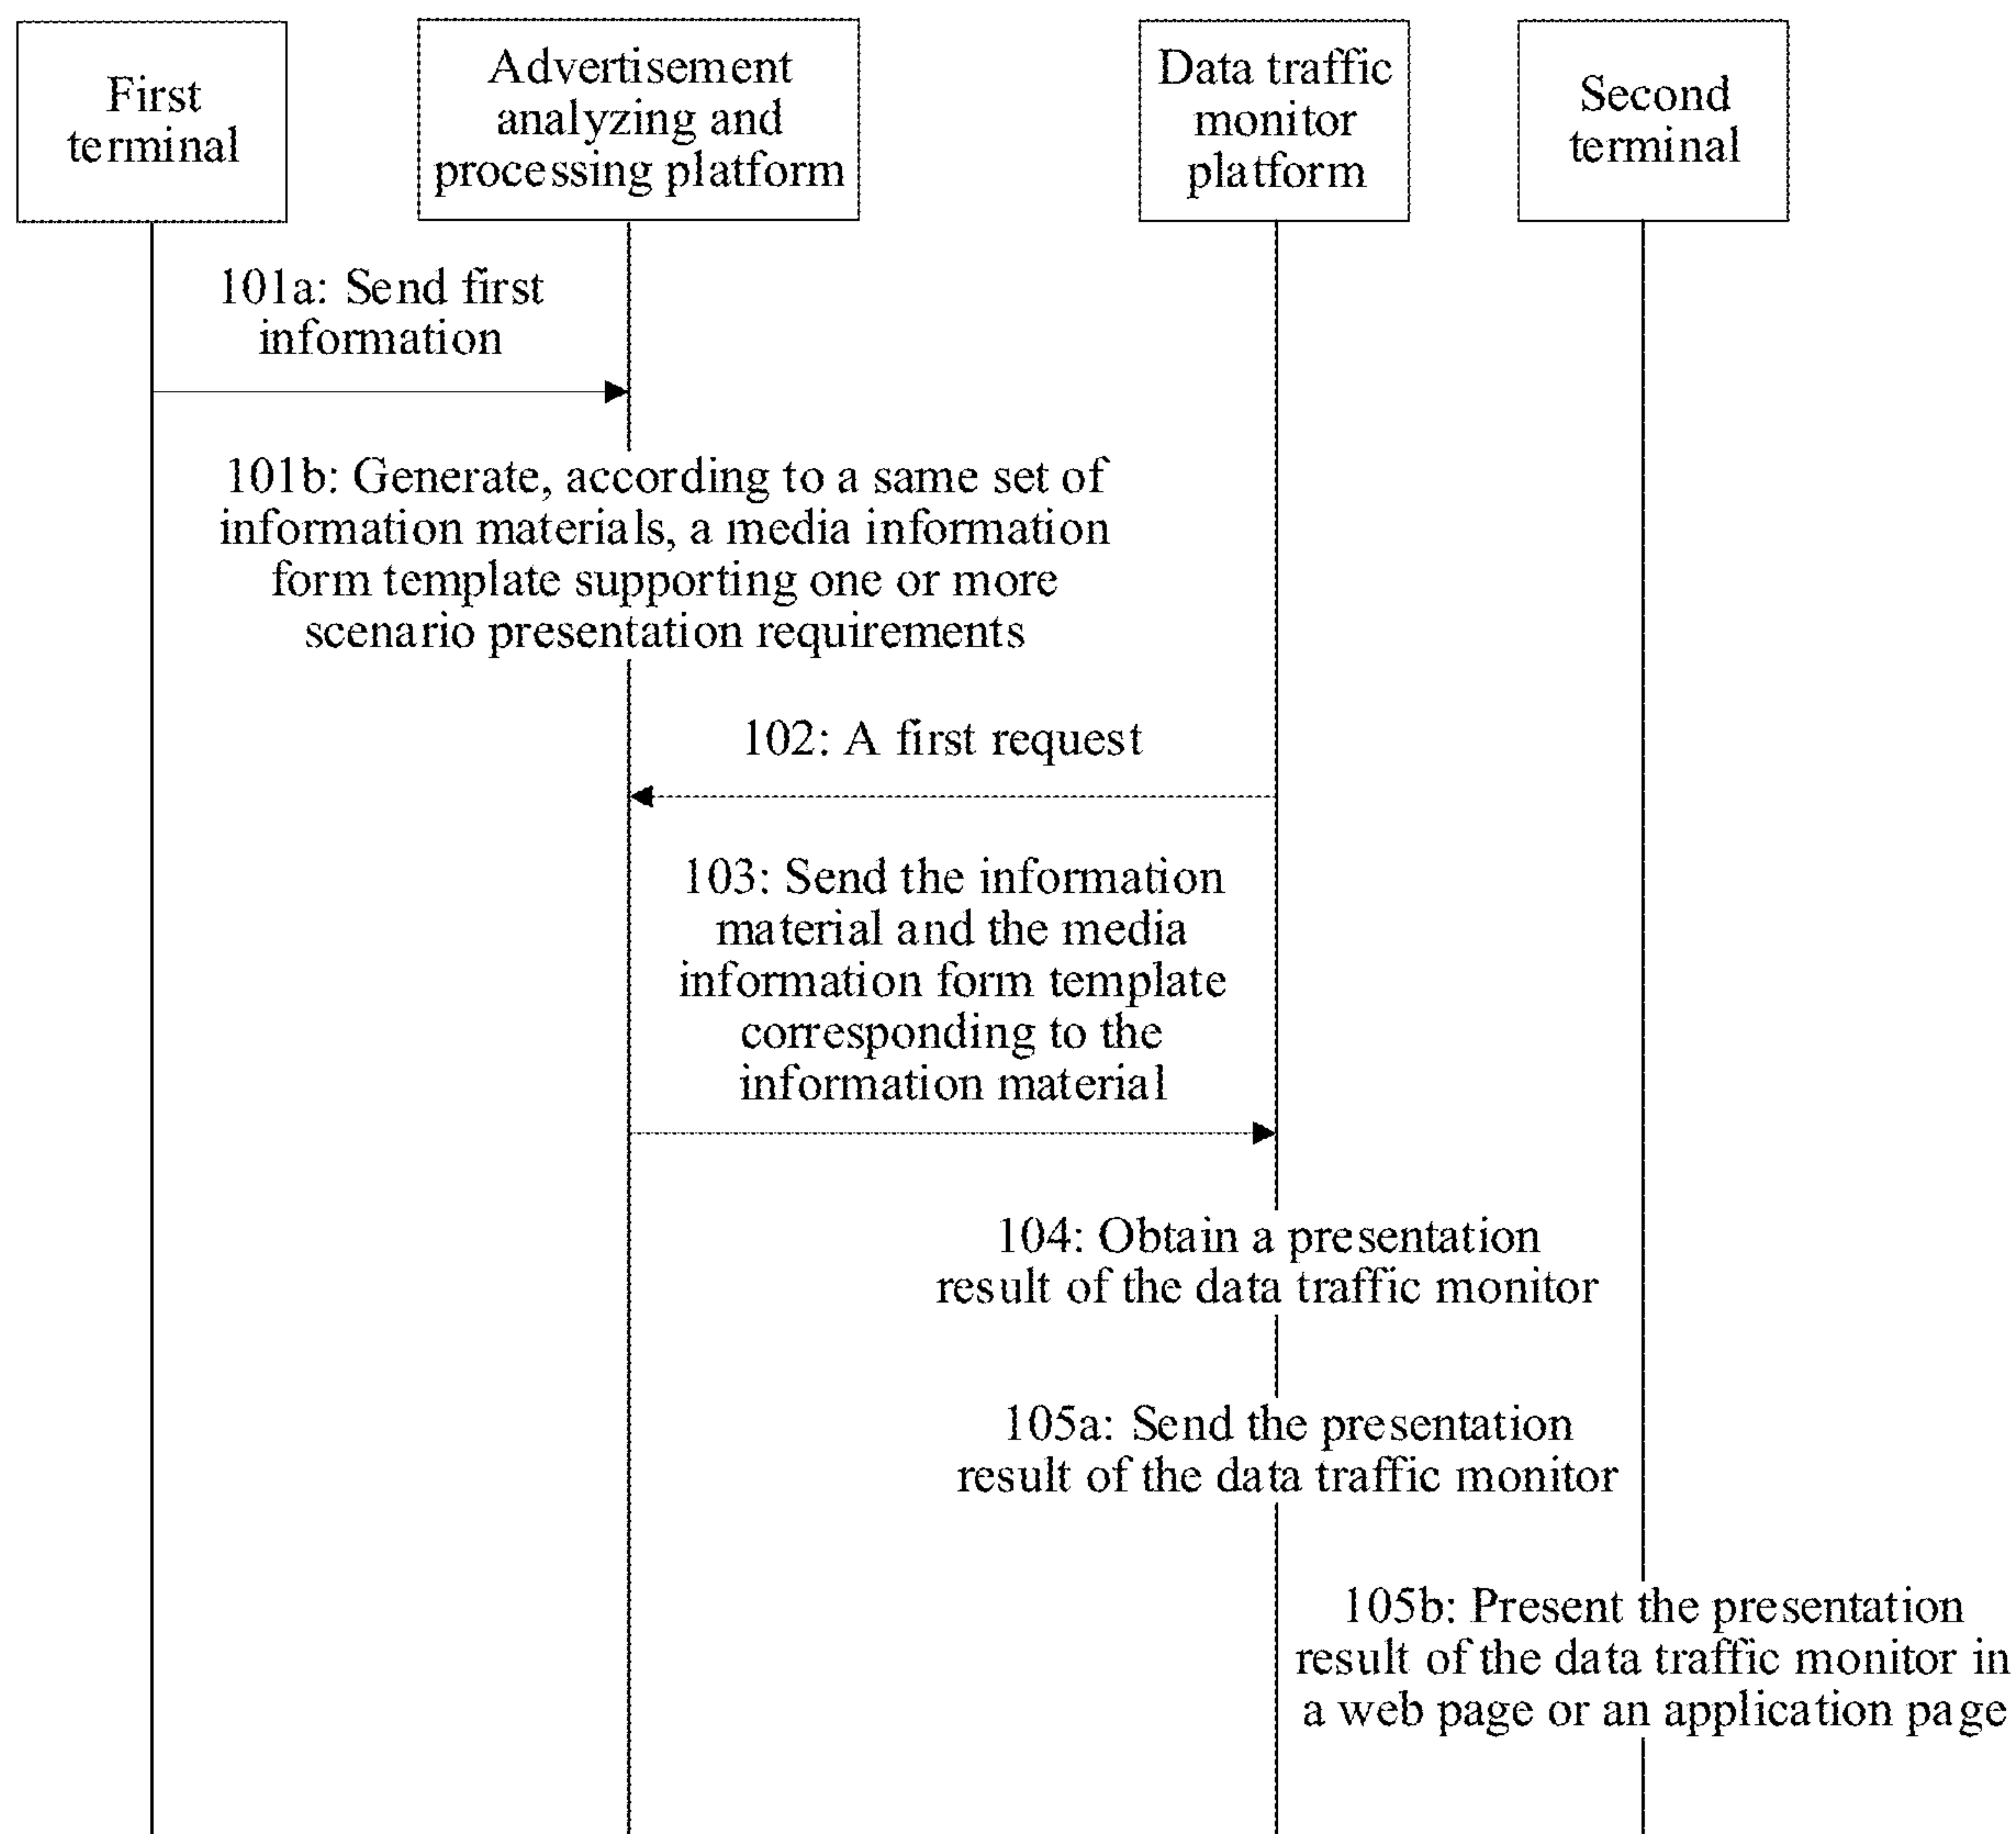 First
terminal
Advertisement
analyzing and
processing platform
Data traffic
monitor
platform
Second
terminal
101a: Send first
information
101b: Generate, according to a same set of
information materials, a media information
form template supporting one or more
scenario presentation requirements
102: A first request
103: Send the information
material and the media
information form template
corresponding to the
information material
104: Obtain a presentation
result of the data traffic monitor
105a: Send the presentation
result of the data traffic monitor
105b: Present the presentation
result of the data traffic monitor in
a web page or an application page